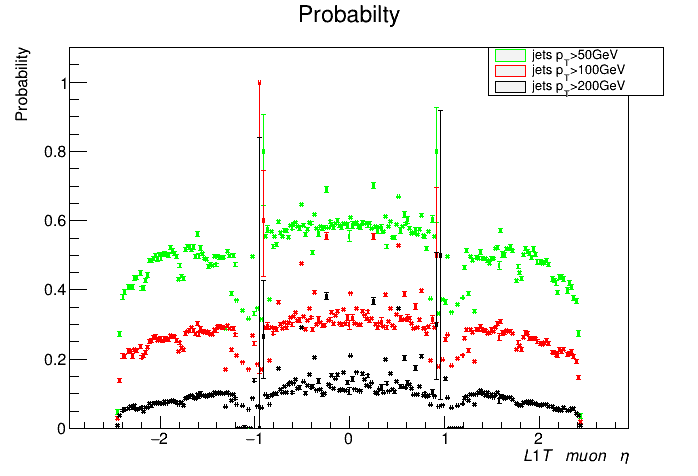 Probabilty
Probability
jets p_T>50GeV
jets p_T>100GeV
jets p_T>200GeV
1
0.8
0.6
0.4
0.2
0
−2 −1 0 1 2
L1T muon η